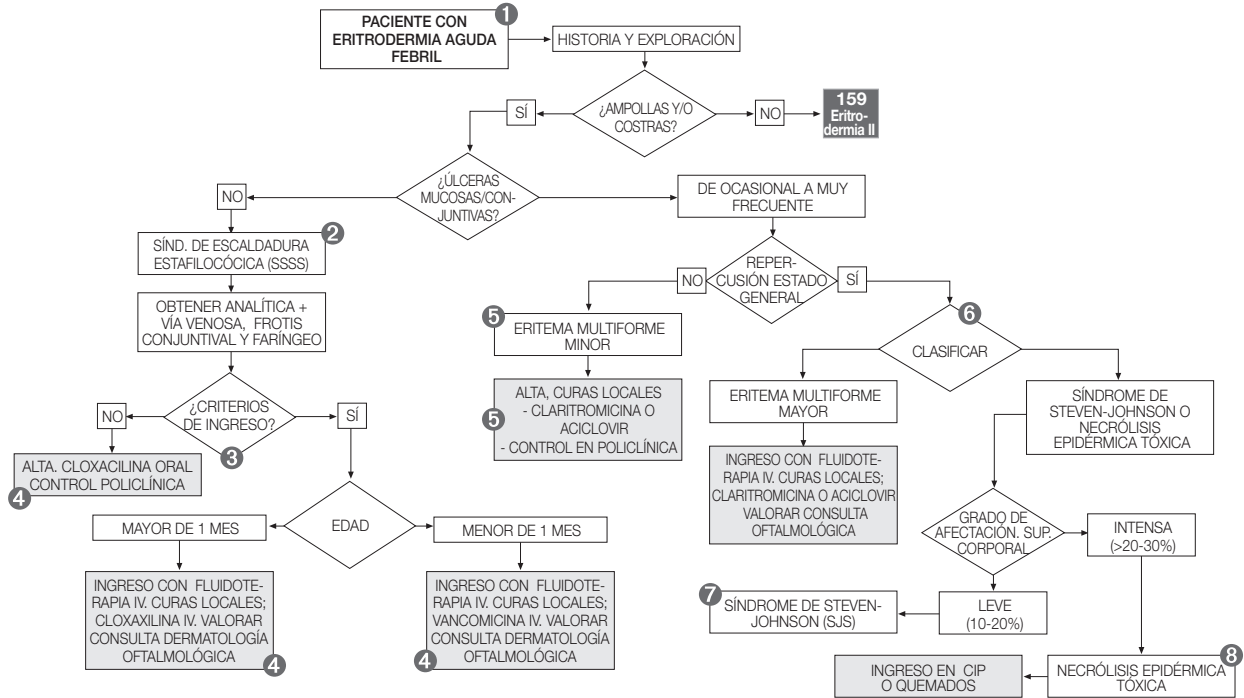 1
PACIENTE CON
ERITRODERMIA AGUDA
FEBRIL
HISTORIA Y EXPLORACIÓN
¿AMPOLLAS Y/O
COSTRAS?
SÍ
NO
159
Eritro-
dermia II
¿ÚLCERAS
MUCOSAS/CON-
JUNTIVAS?
NO
DE OCASIONAL A MUY
FRECUENTE
2
SÍND. DE ESCALDADURA
ESTAFILOCÓCICA (SSSS)
REPER-
CUSIÓN ESTADO
GENERAL
NO
SÍ
OBTENER ANALÍTICA +
VÍA VENOSA, FROTIS
CONJUNTIVAL Y FARÍNGEO
5
ERITEMA MULTIFORME
MINOR
6
CLASIFICAR
¿CRITERIOS
DE INGRESO?
3
NO
SÍ
5
ALTA, CURAS LOCALES
- CLARITROMICINA O
ACICLOVIR
- CONTROL EN POLICLÍNICA
ERITEMA MULTIFORME
MAYOR
SÍNDROME DE
STEVEN-JOHNSON O
NECRÓLISIS
EPIDÉRMICA TÓXICA
ALTA. CLOXACILINA ORAL
CONTROL POLICLÍNICA
4
INGRESO CON FLUIDOTE-
RAPIA IV. CURAS LOCALES;
CLARITROMICINA O ACICLOVIR
VALORAR CONSULTA
OFTALMOLÓGICA
EDAD
MAYOR DE 1 MES
MENOR DE 1 MES
GRADO DE
AFECTACIÓN. SUP.
CORPORAL
INTENSA
(>20-30%)
INGRESO CON FLUIDOTE-
RAPIA IV. CURAS LOCALES;
CLOXAXILINA IV. VALORAR
CONSULTA DERMATOLOGÍA
OFTALMOLÓGICA
4
INGRESO CON FLUIDOTE-
RAPIA IV. CURAS LOCALES;
VANCOMICINA IV. VALORAR
CONSULTA DERMATOLOGÍA
OFTALMOLÓGICA
4
7
SÍNDROME DE STEVEN-
JOHNSON (SJS)
LEVE
(10-20%)
8
INGRESO EN CIP
O QUEMADOS
NECRÓLISIS EPIDÉRMICA
TÓXICA